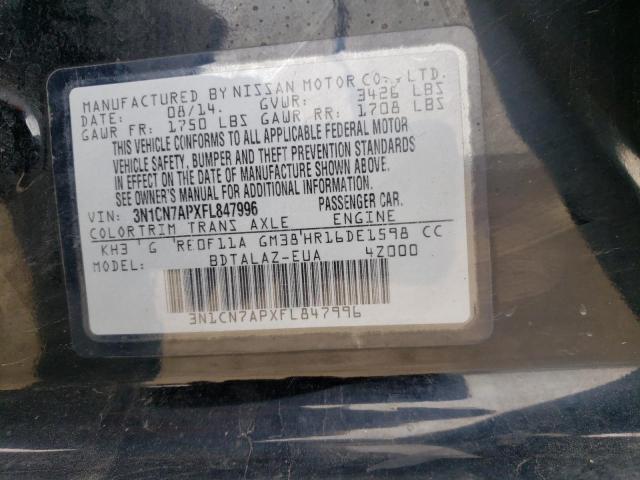 MANUFACTURED BY NISSAN MOTOR CO., LTD.
DATE: 08/14. GVWR: 3426 LBS
GAWR FR: 1750 LBS GAWR RR: 1708 LBS
THIS VEHICLE CONFORMS TO ALL APPLICABLE FEDERAL MOTOR
VEHICLE SAFETY, BUMPER AND THEFT PREVENTION STANDARDS
IN EFFECT ON THE DATE OF MANUFACTURE SHOWN ABOVE.
SEE OWNER'S MANUAL FOR ADDITIONAL INFORMATION.
VIN: 3N1CN7APXFL847996 PASSENGER CAR.
COLOR TRIM TRANS AXLE ENGINE
KH3 G RE0F11A GM38 HR16DE1598 CC
MODEL: BDTALAZ-EUA 4Z000
3N1CN7APXFL847996